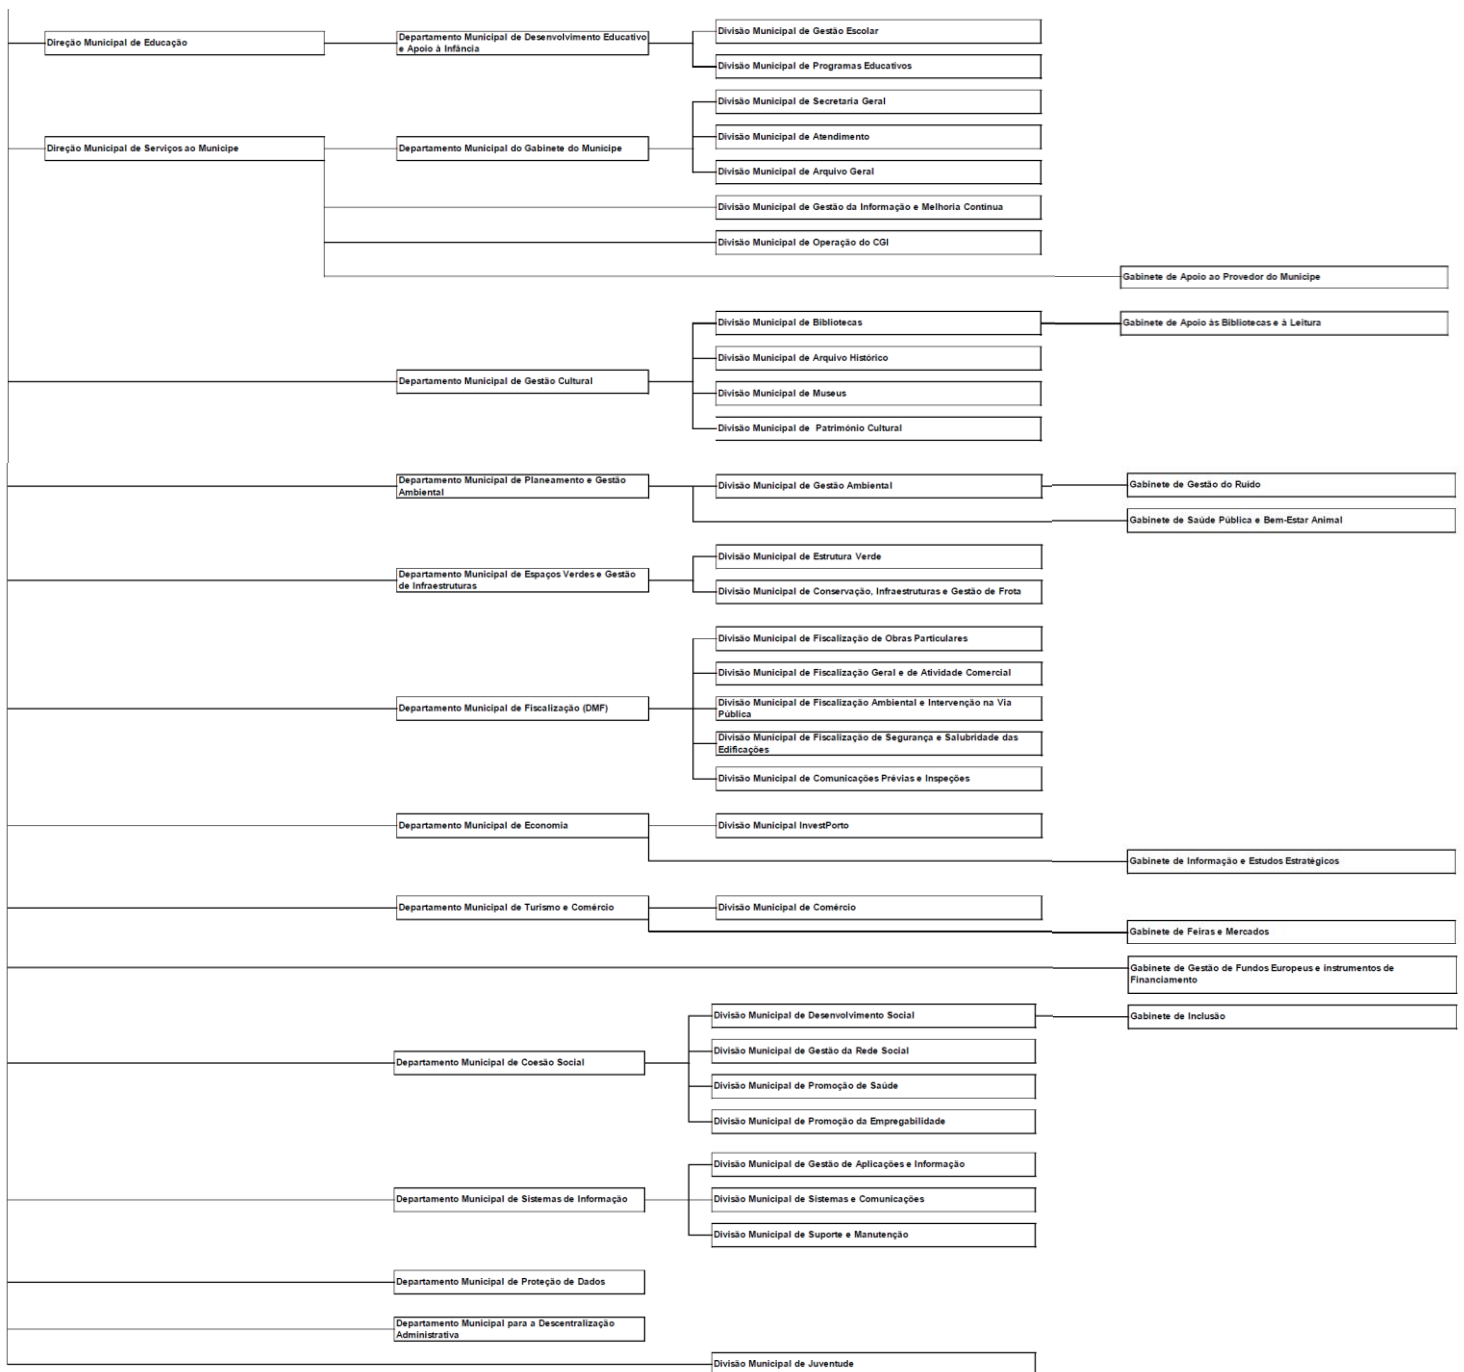 Direção Municipal de Educação
Departamento Municipal de Desenvolvimento Educativo
e Apoio à Infância
Divisão Municipal de Gestão Escolar
Divisão Municipal de Programas Educativos
Direção Municipal de Serviços ao Munícipe
Departamento Municipal do Gabinete do Munícipe
Divisão Municipal de Secretaria Geral
Divisão Municipal de Atendimento
Divisão Municipal de Arquivo Geral
Divisão Municipal de Gestão da Informação e Melhoria Contínua
Divisão Municipal de Operação do CGI
Gabinete de Apoio ao Provedor do Munícipe
Departamento Municipal de Gestão Cultural
Divisão Municipal de Bibliotecas
Gabinete de Apoio às Bibliotecas e à Leitura
Divisão Municipal de Arquivo Histórico
Divisão Municipal de Museus
Divisão Municipal de Património Cultural
Departamento Municipal de Planeamento e Gestão
Ambiental
Divisão Municipal de Gestão Ambiental
Gabinete de Gestão do Ruído
Gabinete de Saúde Pública e Bem-Estar Animal
Departamento Municipal de Espaços Verdes e Gestão
de Infraestruturas
Divisão Municipal de Estrutura Verde
Divisão Municipal de Conservação, Infraestruturas e Gestão de Frota
Departamento Municipal de Fiscalização (DMF)
Divisão Municipal de Fiscalização de Obras Particulares
Divisão Municipal de Fiscalização Geral e de Atividade Comercial
Divisão Municipal de Fiscalização Ambiental e Intervenção na Via
Pública
Divisão Municipal de Fiscalização de Segurança e Salubridade das
Edificações
Divisão Municipal de Comunicações Prévias e Inspeções
Departamento Municipal de Economia
Divisão Municipal InvestPorto
Gabinete de Informação e Estudos Estratégicos
Departamento Municipal de Turismo e Comércio
Divisão Municipal de Comércio
Gabinete de Feiras e Mercados
Gabinete de Gestão de Fundos Europeus e instrumentos de
Financiamento
Departamento Municipal de Coesão Social
Divisão Municipal de Desenvolvimento Social
Gabinete de Inclusão
Divisão Municipal de Gestão da Rede Social
Divisão Municipal de Promoção de Saúde
Divisão Municipal de Promoção da Empregabilidade
Departamento Municipal de Sistemas de Informação
Divisão Municipal de Gestão de Aplicações e Informação
Divisão Municipal de Sistemas e Comunicações
Divisão Municipal de Suporte e Manutenção
Departamento Municipal de Proteção de Dados
Departamento Municipal para a Descentralização
Administrativa
Divisão Municipal de Juventude